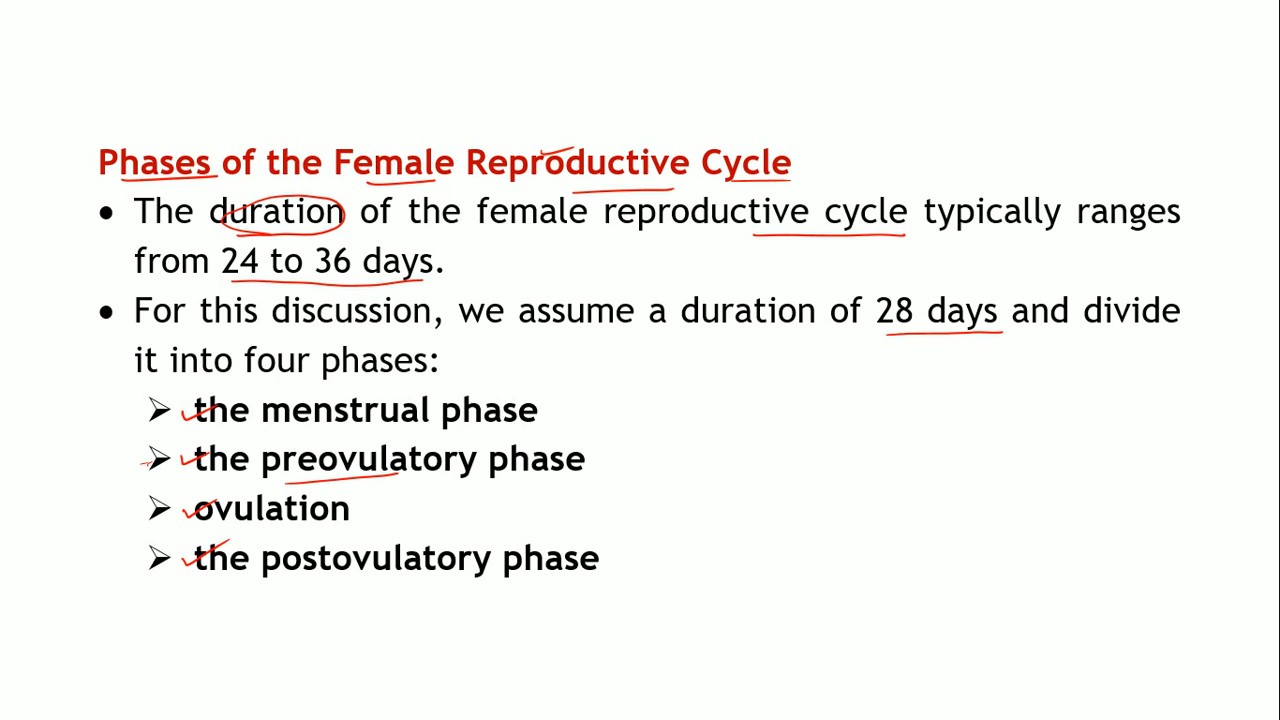 Phases of the Female Reproductive Cycle
• The duration of the female reproductive cycle typically ranges
from 24 to 36 days.
• For this discussion, we assume a duration of 28 days and divide
it into four phases:
➢ the menstrual phase
➢ the preovulatory phase
➢ ovulation
➢ the postovulatory phase